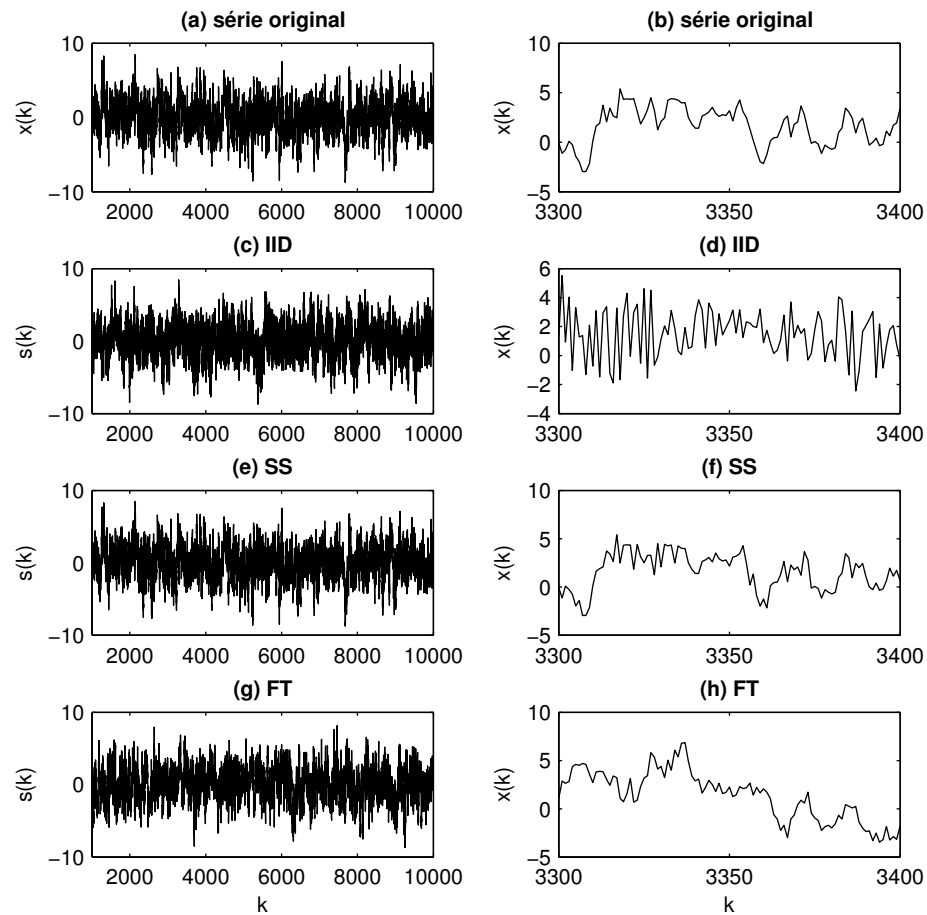 (a) série original
(b) série original
10
0
−10
x(k)
2000 4000 6000 8000 10000
10
5
0
−5
x(k)
3300 3350 3400
(c) IID
(d) IID
10
0
−10
s(k)
2000 4000 6000 8000 10000
6
4
2
0
−2
−4
x(k)
3300 3350 3400
(e) SS
(f) SS
10
0
−10
s(k)
2000 4000 6000 8000 10000
10
5
0
−5
x(k)
3300 3350 3400
(g) FT
(h) FT
10
0
−10
s(k)
2000 4000 6000 8000 10000
k
10
5
0
−5
x(k)
3300 3350 3400
k